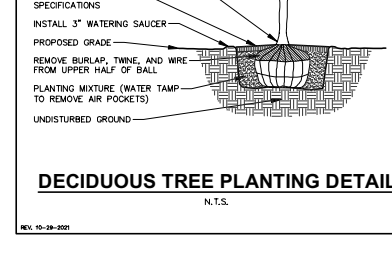 SPECIFICATIONS
INSTALL 3" WATERING SAUCER
PROPOSED GRADE
REMOVE BURLAP, TWINE, AND WIRE
FROM UPPER HALF OF BALL
PLANTING MIXTURE (WATER TAMP
TO REMOVE AIR POCKETS)
UNDISTURBED GROUND
DECIDUOUS TREE PLANTING DETAIL
N.T.S.
REV. 10-29-2021